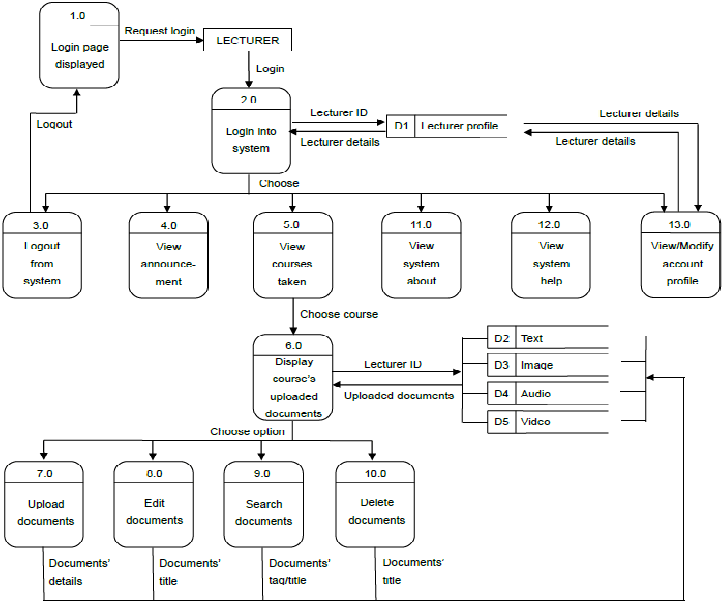 1.0
Login page
displayed
Request login
LECTURER
Login
2.0
Login into
system
Lecturer ID
Lecturer details
D1 Lecturer profile
Lecturer details
Lecturer details
Logout
Choose
3.0
Logout
from
system
4.0
View
announce-
ment
5.0
View
courses
taken
11.0
View
system
about
12.0
View
system
help
13.0
View/Modify
account
profile
Choose course
6.0
Display
course's
uploaded
documents
Lecturer ID
Uploaded documents
D2 Text
D3 Image
D4 Audio
D5 Video
Choose option
7.0
Upload
documents
8.0
Edit
documents
9.0
Search
documents
10.0
Delete
documents
Documents'
details
Documents'
title
Documents'
tag/title
Documents'
title